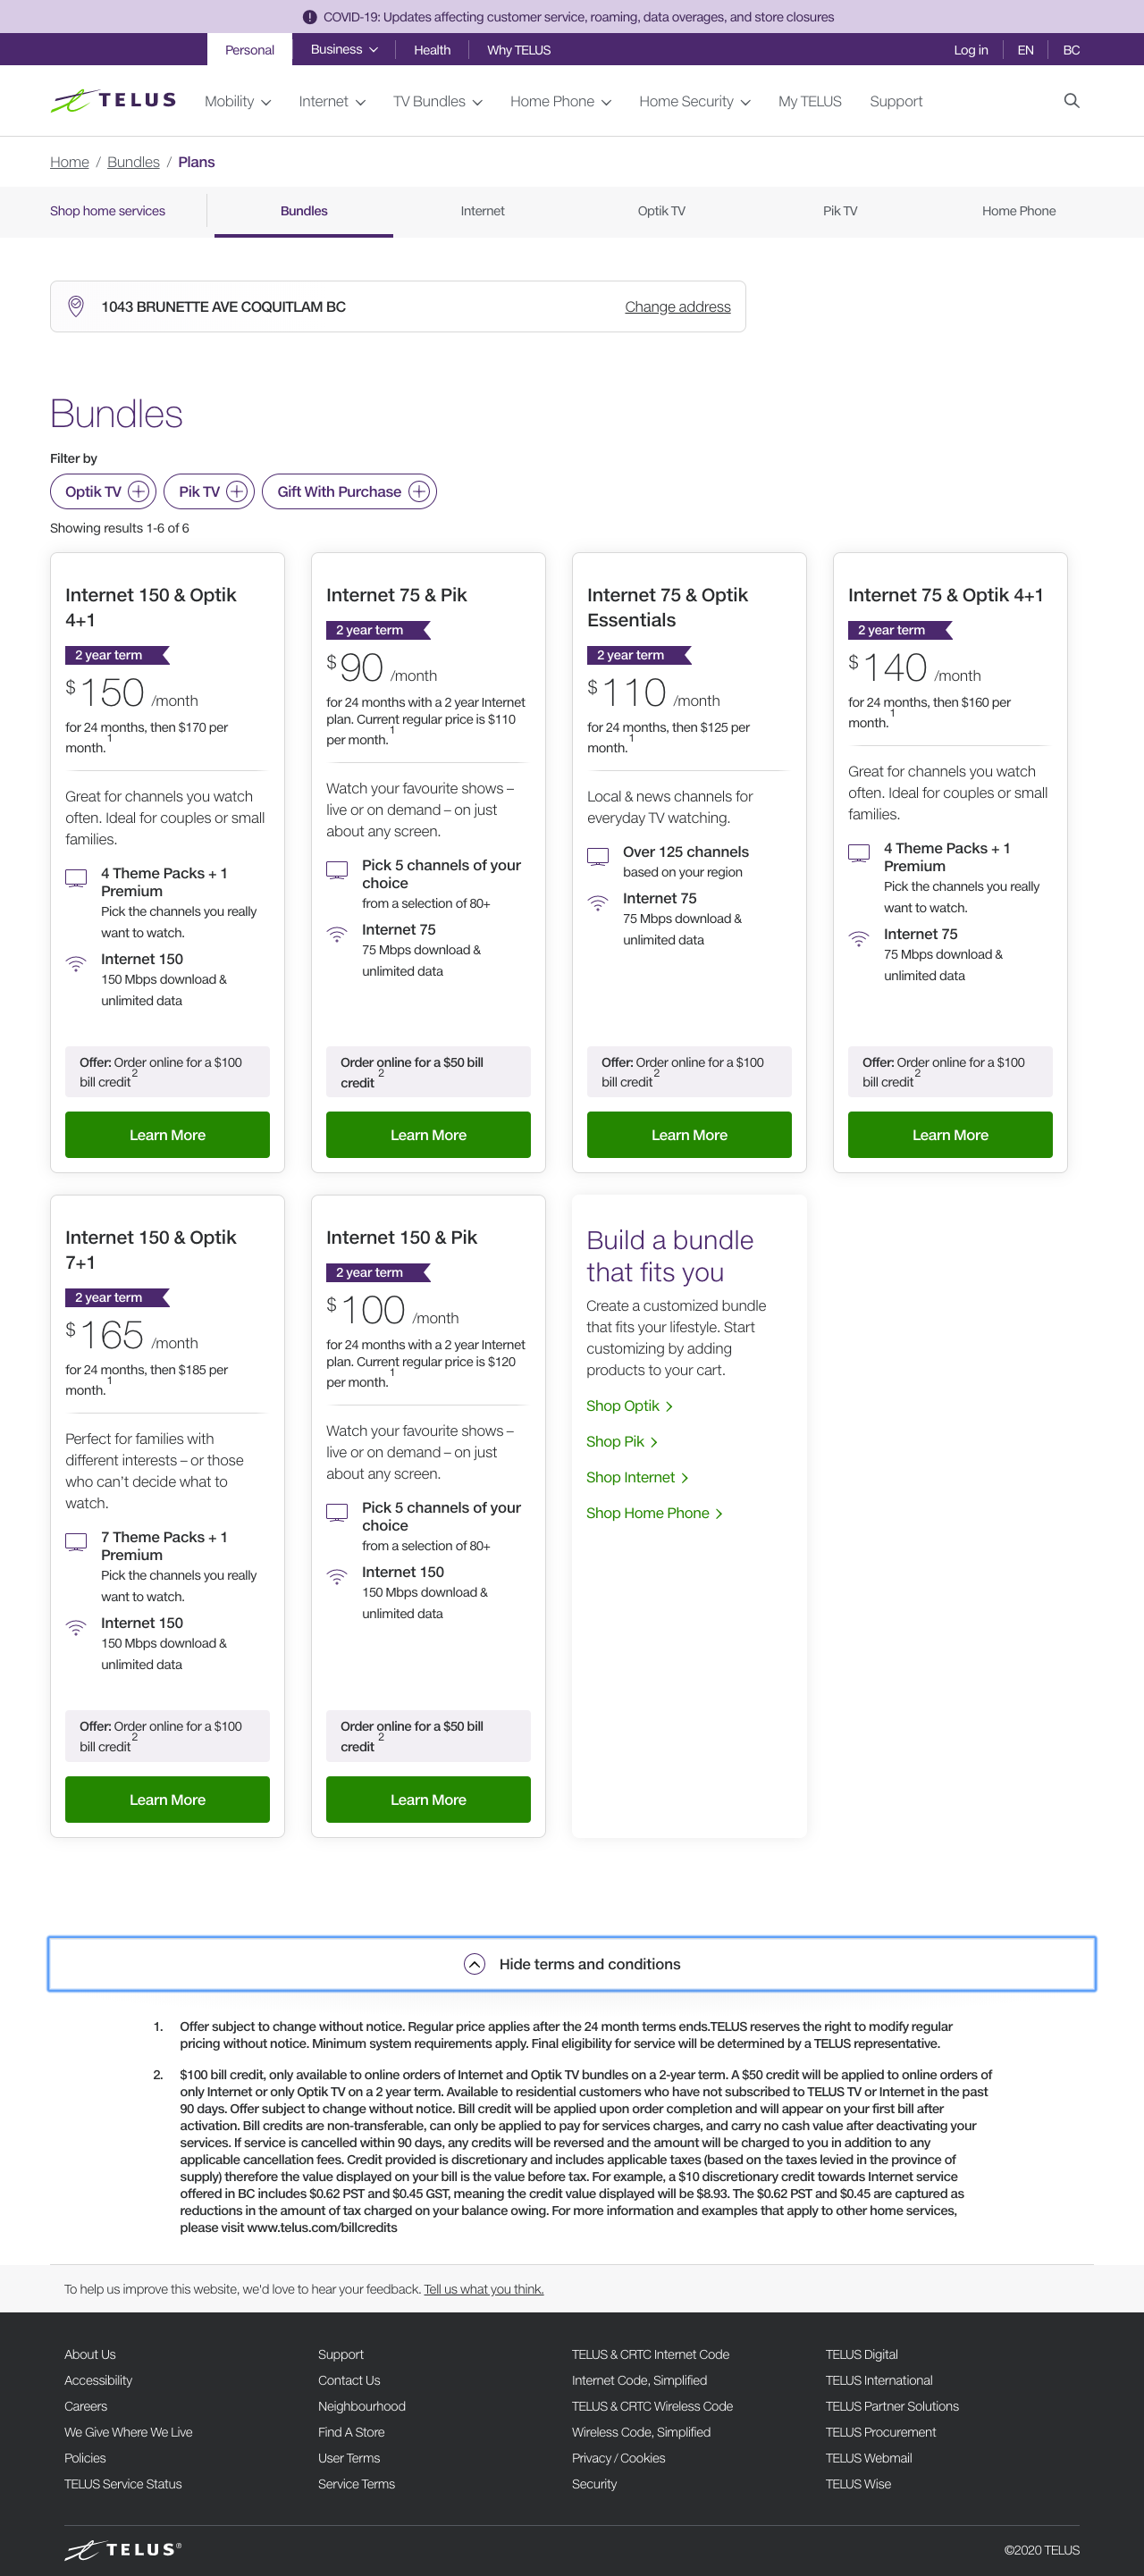 COVID-19: Updates affecting customer service, roaming, data overages, and store closures
Personal
Business
Health
Why TELUS
Log in
EN
BC
TELUS
Mobility
Internet
TV Bundles
Home Phone
Home Security
My TELUS
Support
Home / Bundles / Plans
Shop home services
Bundles
Internet
Optik TV
Pik TV
Home Phone
1043 BRUNETTE AVE COQUITLAM BC
Change address
Bundles
Filter by
Optik TV
Pik TV
Gift With Purchase
Showing results 1-6 of 6
Internet 150 & Optik
4+1
2 year term
$150 /month
for 24 months, then $170 per
month.1
Great for channels you watch
often. Ideal for couples or small
families.
4 Theme Packs + 1
Premium
Pick the channels you really
want to watch.
Internet 150
150 Mbps download &
unlimited data
Offer: Order online for a $100
bill credit2
Learn More
Internet 75 & Pik
2 year term
$90 /month
for 24 months with a 2 year Internet
plan. Current regular price is $110
per month.1
Watch your favourite shows –
live or on demand – on just
about any screen.
Pick 5 channels of your
choice
from a selection of 80+
Internet 75
75 Mbps download &
unlimited data
Order online for a $50 bill
credit 2
Learn More
Internet 75 & Optik
Essentials
2 year term
$110 /month
for 24 months, then $125 per
month.1
Local & news channels for
everyday TV watching.
Over 125 channels
based on your region
Internet 75
75 Mbps download &
unlimited data
Offer: Order online for a $100
bill credit2
Learn More
Internet 75 & Optik 4+1
2 year term
$140 /month
for 24 months, then $160 per
month.1
Great for channels you watch
often. Ideal for couples or small
families.
4 Theme Packs + 1
Premium
Pick the channels you really
want to watch.
Internet 75
75 Mbps download &
unlimited data
Offer: Order online for a $100
bill credit2
Learn More
Internet 150 & Optik
7+1
2 year term
$165 /month
for 24 months, then $185 per
month.1
Perfect for families with
different interests – or those
who can't decide what to
watch.
7 Theme Packs + 1
Premium
Pick the channels you really
want to watch.
Internet 150
150 Mbps download &
unlimited data
Offer: Order online for a $100
bill credit2
Learn More
Internet 150 & Pik
2 year term
$100 /month
for 24 months with a 2 year Internet
plan. Current regular price is $120
per month.1
Watch your favourite shows –
live or on demand – on just
about any screen.
Pick 5 channels of your
choice
from a selection of 80+
Internet 150
150 Mbps download &
unlimited data
Order online for a $50 bill
credit 2
Learn More
Build a bundle
that fits you
Create a customized bundle
that fits your lifestyle. Start
customizing by adding
products to your cart.
Shop Optik
Shop Pik
Shop Internet
Shop Home Phone
Hide terms and conditions
1. Offer subject to change without notice. Regular price applies after the 24 month terms ends.TELUS reserves the right to modify regular
pricing without notice. Minimum system requirements apply. Final eligibility for service will be determined by a TELUS representative.
2. $100 bill credit, only available to online orders of Internet and Optik TV bundles on a 2-year term. A $50 credit will be applied to online orders of
only Internet or only Optik TV on a 2 year term. Available to residential customers who have not subscribed to TELUS TV or Internet in the past
90 days. Offer subject to change without notice. Bill credit will be applied upon order completion and will appear on your first bill after
activation. Bill credits are non-transferable, can only be applied to pay for services charges, and carry no cash value after deactivating your
services. If service is cancelled within 90 days, any credits will be reversed and the amount will be charged to you in addition to any
applicable cancellation fees. Credit provided is discretionary and includes applicable taxes (based on the taxes levied in the province of
supply) therefore the value displayed on your bill is the value before tax. For example, a $10 discretionary credit towards Internet service
offered in BC includes $0.62 PST and $0.45 GST, meaning the credit value displayed will be $8.93. The $0.62 PST and $0.45 are captured as
reductions in the amount of tax charged on your balance owing. For more information and examples that apply to other home services,
please visit www.telus.com/billcredits
To help us improve this website, we'd love to hear your feedback. Tell us what you think.
About Us
Accessibility
Careers
We Give Where We Live
Policies
TELUS Service Status
Support
Contact Us
Neighbourhood
Find A Store
User Terms
Service Terms
TELUS & CRTC Internet Code
Internet Code, Simplified
TELUS & CRTC Wireless Code
Wireless Code, Simplified
Privacy / Cookies
Security
TELUS Digital
TELUS International
TELUS Partner Solutions
TELUS Procurement
TELUS Webmail
TELUS Wise
TELUS®
©2020 TELUS